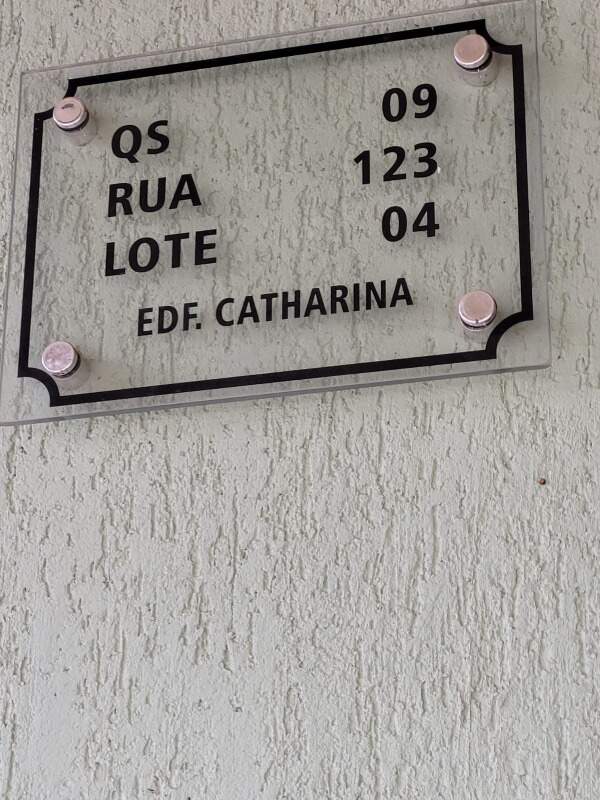 QS 09
RUA 123
LOTE 04
EDF. CATHARINA